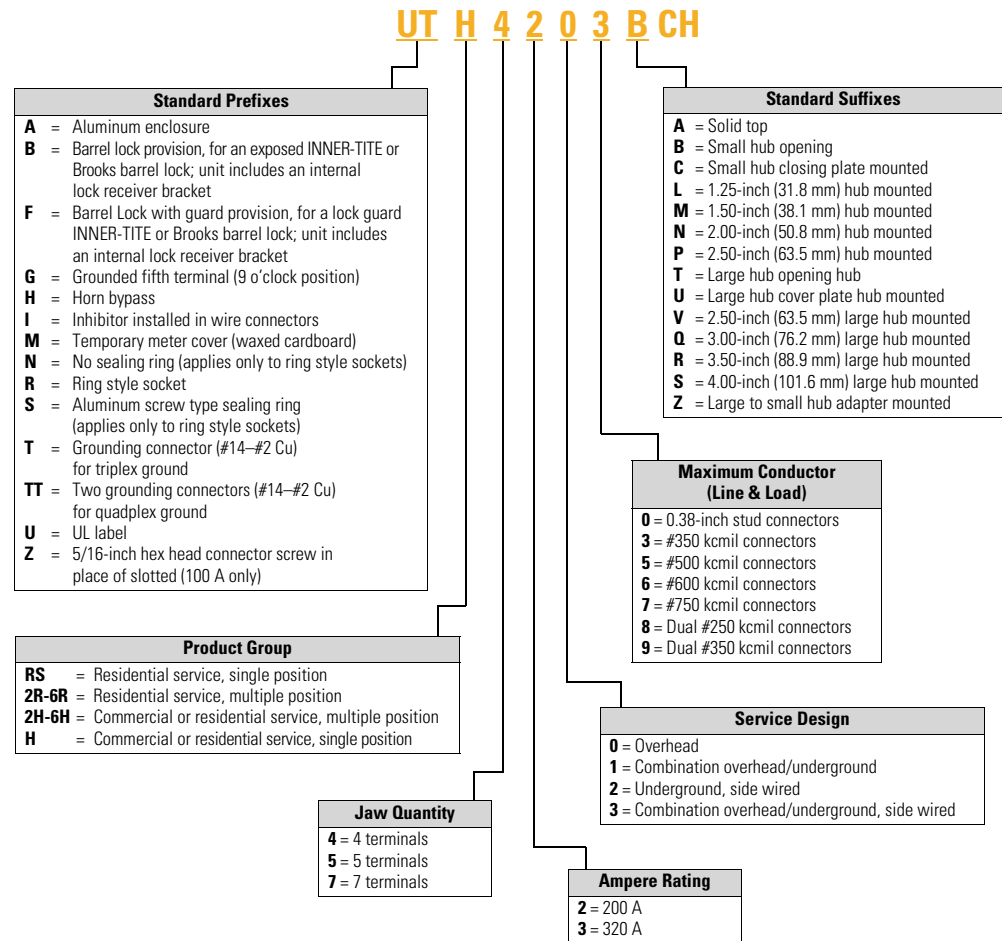 UT H 4 2 0 3 B CH
Standard Prefixes
A = Aluminum enclosure
B = Barrel lock provision, for an exposed INNER-TITE or
Brooks barrel lock; unit includes an internal
lock receiver bracket
F = Barrel Lock with guard provision, for a lock guard
INNER-TITE or Brooks barrel lock; unit includes
an internal lock receiver bracket
G = Grounded fifth terminal (9 o'clock position)
H = Horn bypass
I = Inhibitor installed in wire connectors
M = Temporary meter cover (waxed cardboard)
N = No sealing ring (applies only to ring style sockets)
R = Ring style socket
S = Aluminum screw type sealing ring
(applies only to ring style sockets)
T = Grounding connector (#14–#2 Cu)
for triplex ground
TT = Two grounding connectors (#14–#2 Cu)
for quadplex ground
U = UL label
Z = 5/16-inch hex head connector screw in
place of slotted (100 A only)
Product Group
RS = Residential service, single position
2R-6R = Residential service, multiple position
2H-6H = Commercial or residential service, multiple position
H = Commercial or residential service, single position
Jaw Quantity
4 = 4 terminals
5 = 5 terminals
7 = 7 terminals
Ampere Rating
2 = 200 A
3 = 320 A
Service Design
0 = Overhead
1 = Combination overhead/underground
2 = Underground, side wired
3 = Combination overhead/underground, side wired
Maximum Conductor
(Line & Load)
0 = 0.38-inch stud connectors
3 = #350 kcmil connectors
5 = #500 kcmil connectors
6 = #600 kcmil connectors
7 = #750 kcmil connectors
8 = Dual #250 kcmil connectors
9 = Dual #350 kcmil connectors
Standard Suffixes
A = Solid top
B = Small hub opening
C = Small hub closing plate mounted
L = 1.25-inch (31.8 mm) hub mounted
M = 1.50-inch (38.1 mm) hub mounted
N = 2.00-inch (50.8 mm) hub mounted
P = 2.50-inch (63.5 mm) hub mounted
T = Large hub opening hub
U = Large hub cover plate hub mounted
V = 2.50-inch (63.5 mm) large hub mounted
Q = 3.00-inch (76.2 mm) large hub mounted
R = 3.50-inch (88.9 mm) large hub mounted
S = 4.00-inch (101.6 mm) large hub mounted
Z = Large to small hub adapter mounted